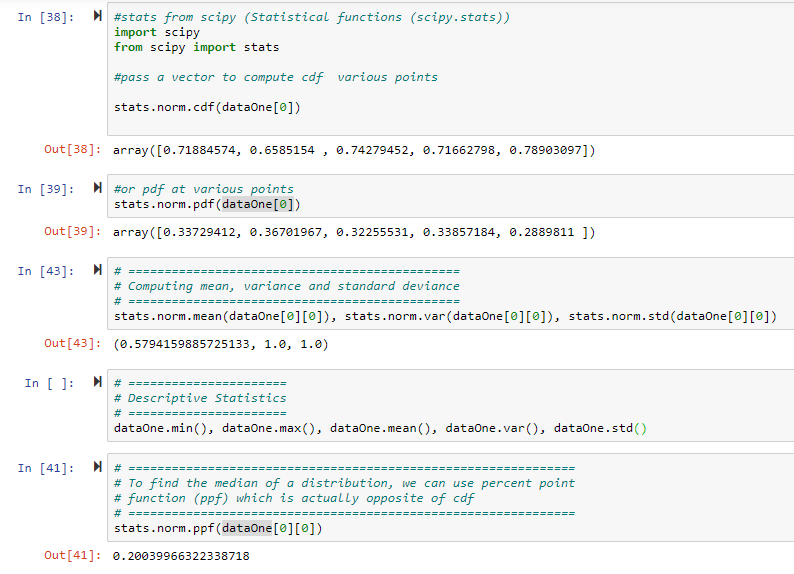 In [38]:
#stats from scipy (Statistical functions (scipy.stats))
import scipy
from scipy import stats
#pass a vector to compute cdf  various points
stats.norm.cdf(dataOne[0])
Out[38]: array([0.71884574, 0.6585154 , 0.74279452, 0.71662798, 0.78903097])
In [39]:
#or pdf at various points
stats.norm.pdf(dataOne[0])
Out[39]: array([0.33729412, 0.36701967, 0.32255531, 0.33857184, 0.2889811 ])
In [43]:
# ==============================================
# Computing mean, variance and standard deviance
# ==============================================
stats.norm.mean(dataOne[0][0]), stats.norm.var(dataOne[0][0]), stats.norm.std(dataOne[0][0])
Out[43]: (0.5794159885725133, 1.0, 1.0)
In [ ]:
# ======================
# Descriptive Statistics
# ======================
dataOne.min(), dataOne.max(), dataOne.mean(), dataOne.var(), dataOne.std()
In [41]:
# ==============================================================
# To find the median of a distribution, we can use percent point
# function (ppf) which is actually opposite of cdf
# ==============================================================
stats.norm.ppf(dataOne[0][0])
Out[41]: 0.20039966322338718